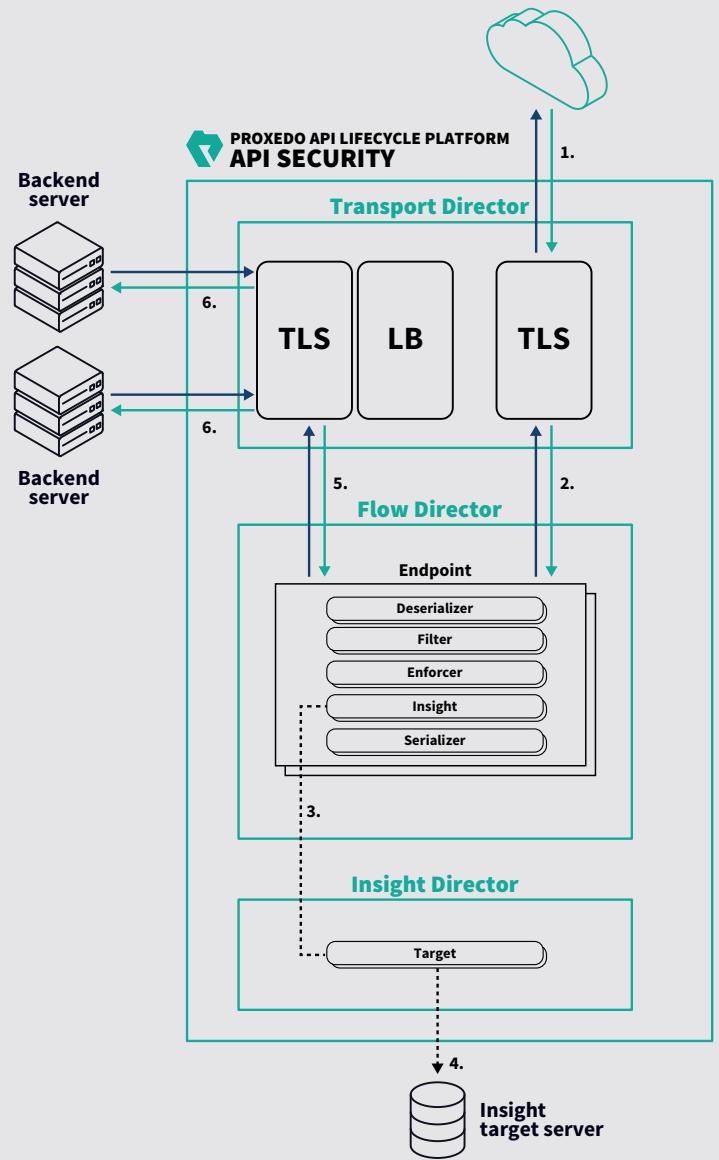 1.
PROXEDO API LIFECYCLE PLATFORM
API SECURITY
Backend
server
Transport Director
6.
TLS
LB
TLS
6.
Backend
server
5.
2.
Flow Director
Endpoint
Deserializer
Filter
Enforcer
Insight
Serializer
3.
Insight Director
Target
4.
Insight
target server